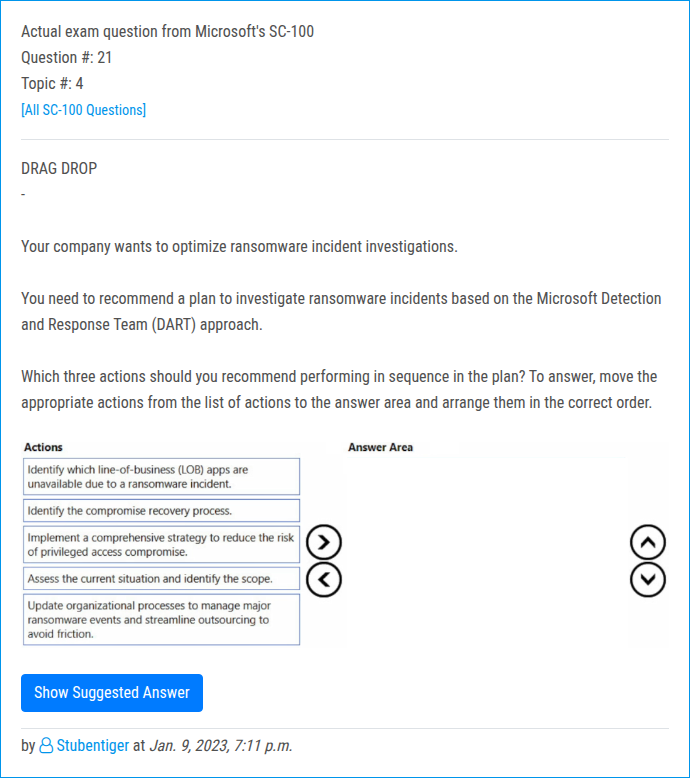 Actual exam question from Microsoft's SC-100
Question #: 21
Topic #: 4
[All SC-100 Questions]
DRAG DROP
-
Your company wants to optimize ransomware incident investigations.
You need to recommend a plan to investigate ransomware incidents based on the Microsoft Detection
and Response Team (DART) approach.
Which three actions should you recommend performing in sequence in the plan? To answer, move the
appropriate actions from the list of actions to the answer area and arrange them in the correct order.
Actions
Identify which line-of-business (LOB) apps are
unavailable due to a ransomware incident.
Identify the compromise recovery process.
Implement a comprehensive strategy to reduce the risk
of privileged access compromise.
Assess the current situation and identify the scope.
Update organizational processes to manage major
ransomware events and streamline outsourcing to
avoid friction.
Answer Area
Show Suggested Answer
by Stubentiger at Jan. 9, 2023, 7:11 p.m.